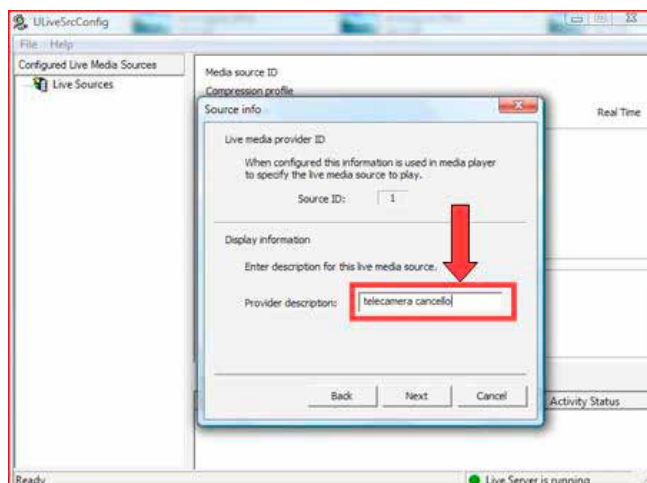 ULiveSrcConfig
File Help
Configured Live Media Sources
Live Sources
Media source ID
Compression profile
Real Time
Source info
Live media provider ID
When configured this information is used in media player
to specify the live media source to play.
Source ID: 1
Display information
Enter description for this live media source.
Provider description: telecamera cancello
Back Next Cancel
Activity Status
Ready
Live Server is running